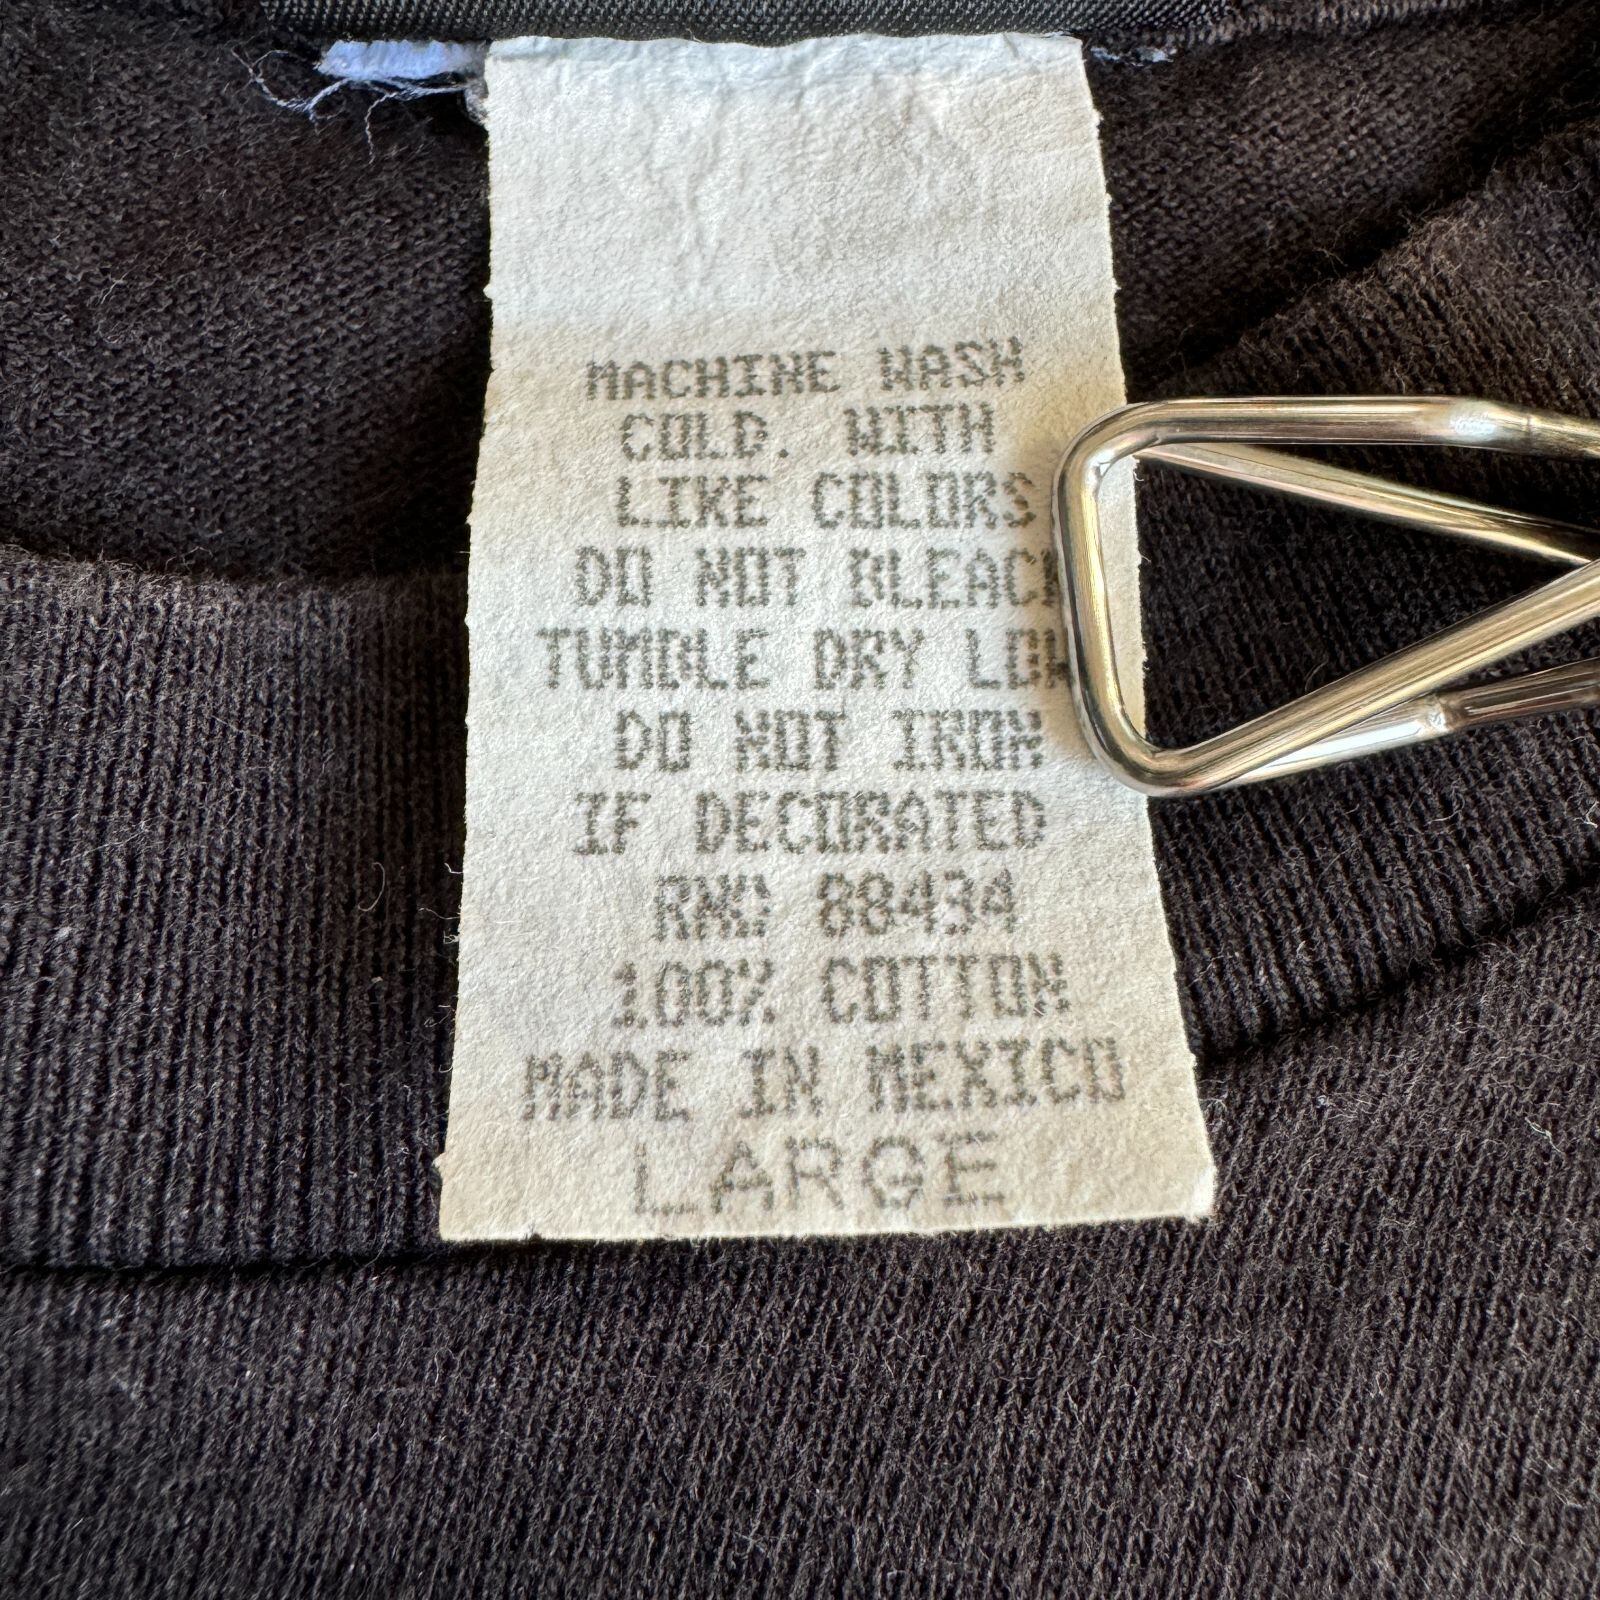 MACHINE WASH
COLD. WITH
LIKE COLORS
DO NOT BLEACH
TUMBLE DRY LOW
DO NOT IRON
IF DECORATED
RN: 88434
100% COTTON
MADE IN MEXICO
LARGE